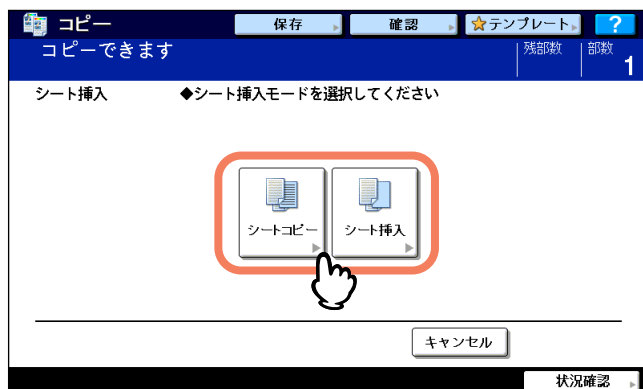 コピー 保存 確認 テンプレート ?
コピーできます 残部数 部数 1
シート挿入 ◆シート挿入モードを選択してください
シートコピー シート挿入
キャンセル
状況確認